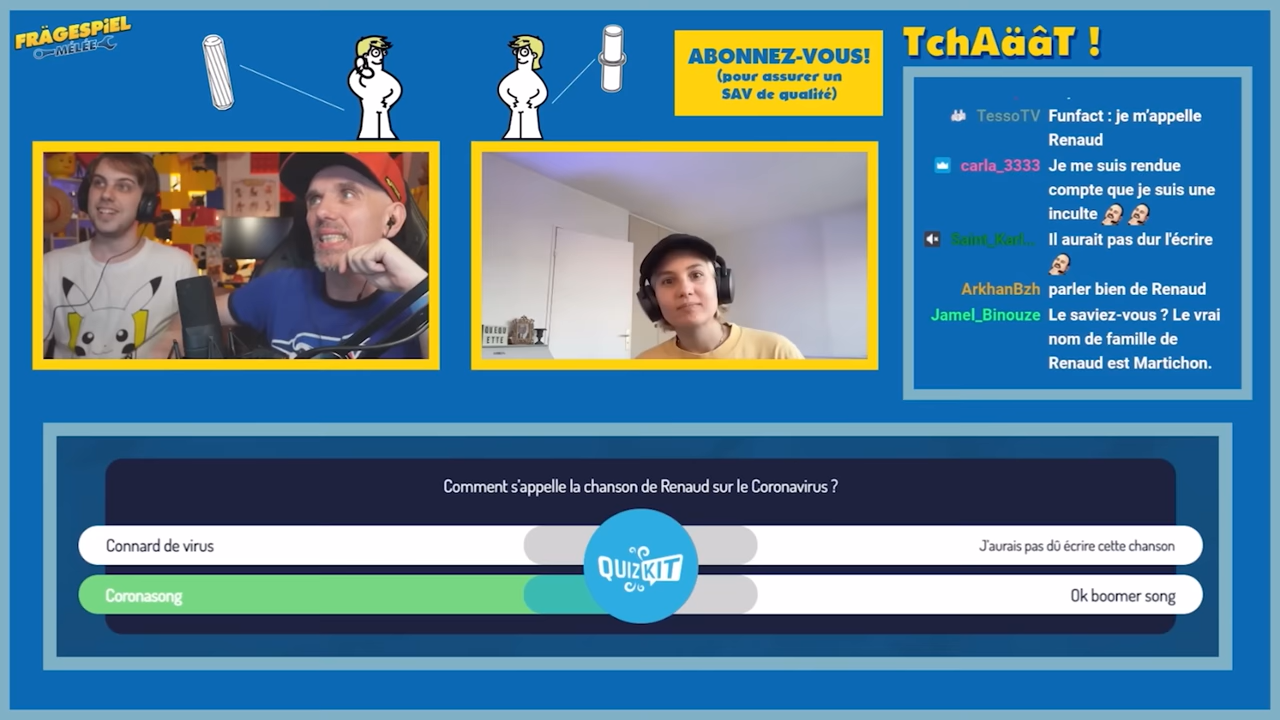 FRÄGESPiEL
MÊLÉE
ABONNEZ-VOUS!
(pour assurer un
SAV de qualité)
TchAäâT !
TessoTV Funfact : je m'appelle
Renaud
carla_3333 Je me suis rendue
compte que je suis une
inculte
Il aurait pas dur l'écrire
ArkhanBzh parler bien de Renaud
Jamel_Binouze Le saviez-vous ? Le vrai
nom de famille de
Renaud est Martichon.
Comment s'appelle la chanson de Renaud sur le Coronavirus ?
Connard de virus
J'aurais pas dû écrire cette chanson
QUIZKIT
Coronasong
Ok boomer song